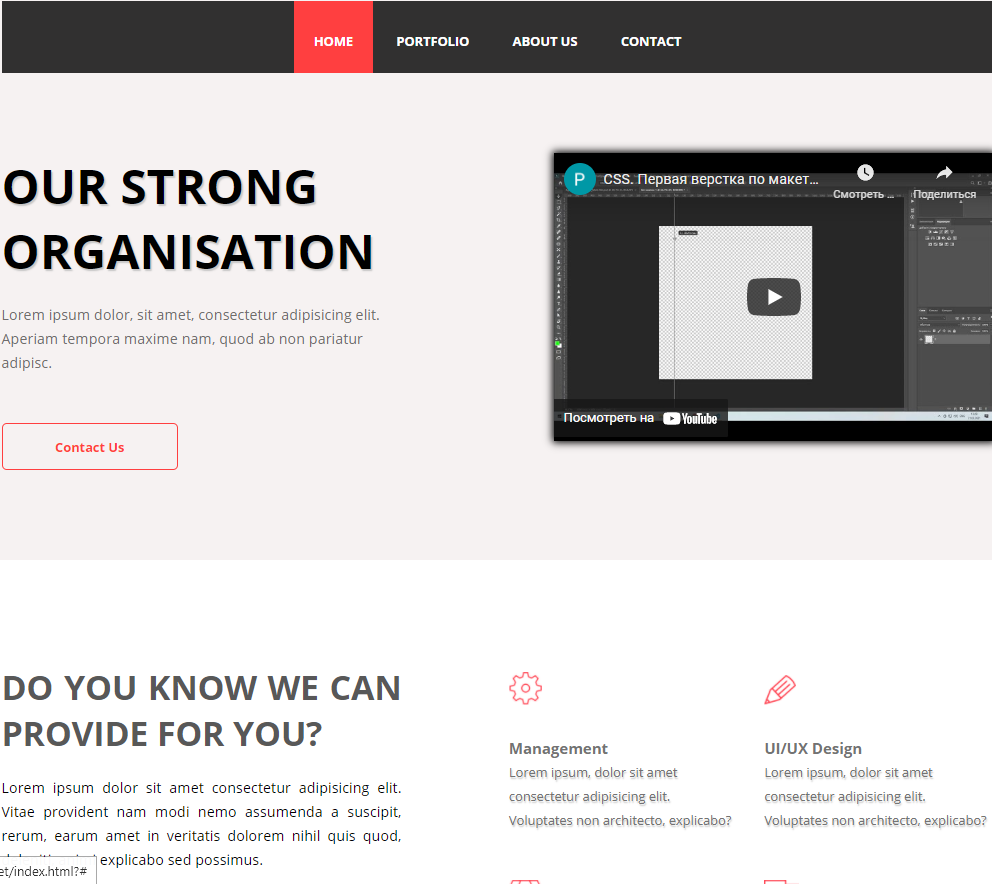 HOME PORTFOLIO ABOUT US CONTACT
OUR STRONG
ORGANISATION
Lorem ipsum dolor, sit amet, consectetur adipisicing elit.
Aperiam tempora maxime nam, quod ab non pariatur
adipisc.
Contact Us
P CSS. Первая верстка по макет…
Смотреть ...
Поделиться
Посмотреть на YouTube
DO YOU KNOW WE CAN
PROVIDE FOR YOU?
Lorem ipsum dolor sit amet consectetur adipisicing elit.
Vitae provident nam modi nemo assumenda a suscipit,
rerum, earum amet in veritatis dolorem nihil quis quod,
explicabo sed possimus.
Management
Lorem ipsum, dolor sit amet
consectetur adipisicing elit.
Voluptates non architecto, explicabo?
UI/UX Design
Lorem ipsum, dolor sit amet
consectetur adipisicing elit.
Voluptates non architecto, explicabo?
et/index.html?#